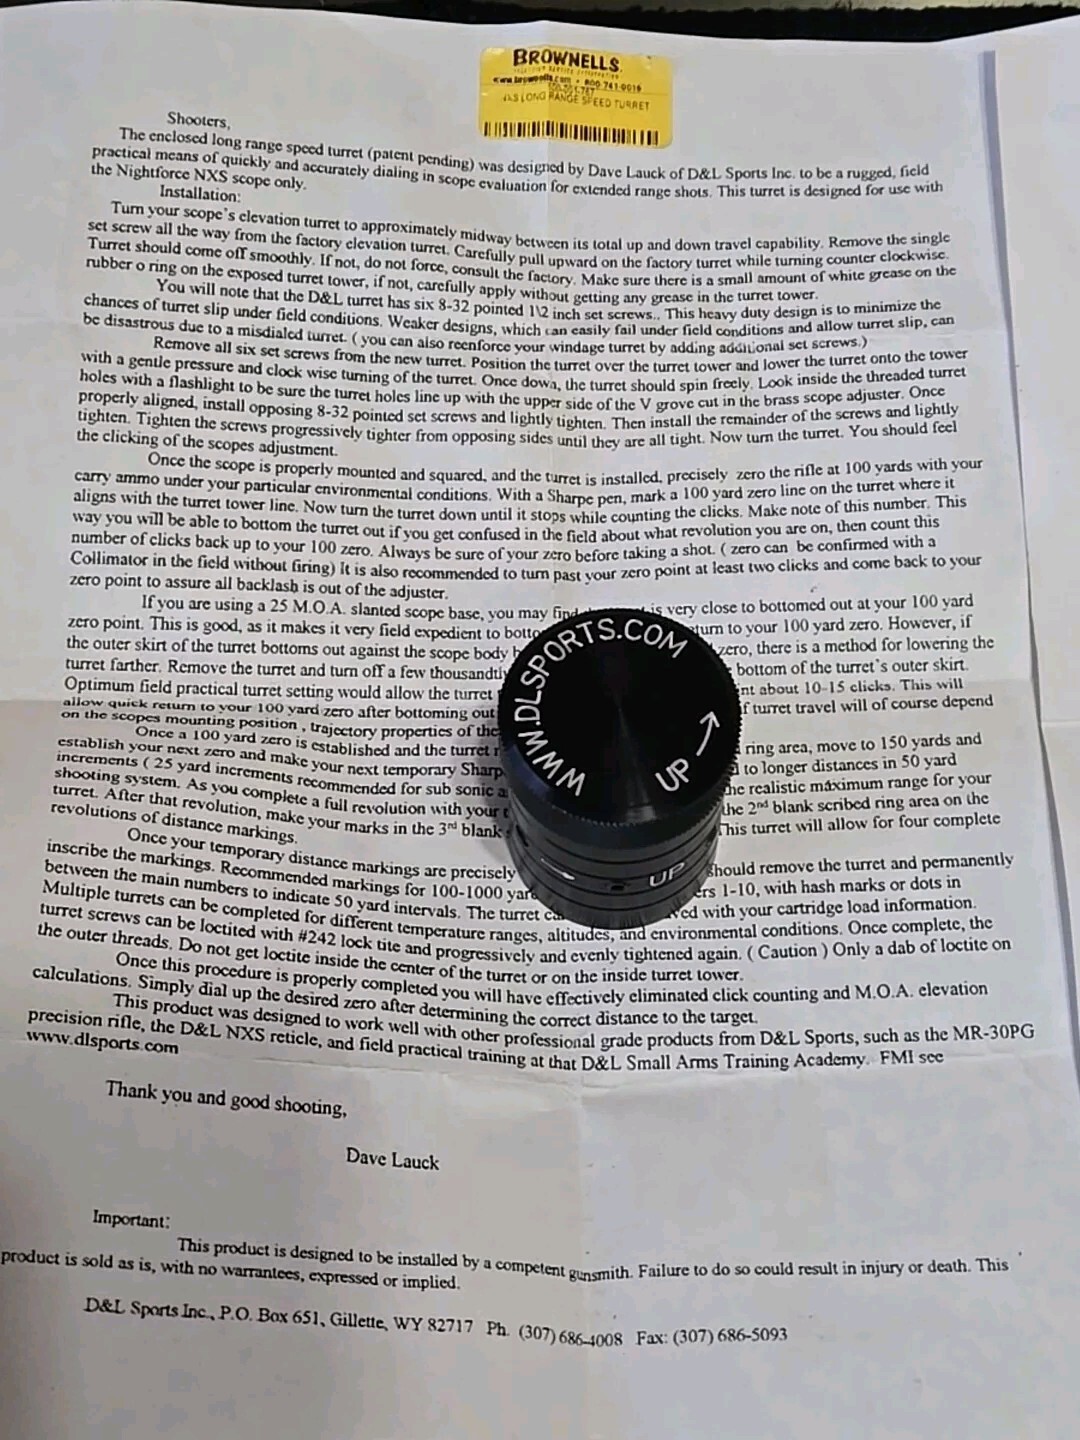 BROWNELLS
www.brownells.com • 800-741-0015
DLS LONG RANGE SPEED TURRET
Shooters,
The enclosed long range speed turret (patent pending) was designed by Dave Lauck of D&L Sports Inc. to be a rugged, field
practical means of quickly and accurately dialing in scope evaluation for extended range shots. This turret is designed for use with
the Nightforce NXS scope only.
Installation:
Turn your scope's elevation turret to approximately midway between its total up and down travel capability. Remove the single
set screw all the way from the factory elevation turret. Carefully pull upward on the factory turret while turning counter clockwise.
Turret should come off smoothly. If not, do not force, consult the factory. Make sure there is a small amount of white grease on the
rubber o ring on the exposed turret tower, if not, carefully apply without getting any grease in the turret tower.
You will note that the D&L turret has six 8-32 pointed 1\2 inch set screws.. This heavy duty design is to minimize the
chances of turret slip under field conditions. Weaker designs, which can easily fail under field conditions and allow turret slip, can
be disastrous due to a misdialed turret. ( you can also reenforce your windage turret by adding additional set screws.)
Remove all six set screws from the new turret. Position the turret over the turret tower and lower the turret onto the tower
with a gentle pressure and clock wise turning of the turret. Once down, the turret should spin freely. Look inside the threaded turret
holes with a flashlight to be sure the turret holes line up with the upper side of the V grove cut in the brass scope adjuster. Once
properly aligned, install opposing 8-32 pointed set screws and lightly tighten. Then install the remainder of the screws and lightly
tighten. Tighten the screws progressively tighter from opposing sides until they are all tight. Now turn the turret. You should feel
the clicking of the scopes adjustment.
Once the scope is properly mounted and squared, and the turret is installed, precisely zero the rifle at 100 yards with your
carry ammo under your particular environmental conditions. With a Sharpe pen, mark a 100 yard zero line on the turret where it
aligns with the turret tower line. Now turn the turret down until it stops while counting the clicks. Make note of this number. This
way you will be able to bottom the turret out if you get confused in the field about what revolution you are on, then count this
number of clicks back up to your 100 zero. Always be sure of your zero before taking a shot. ( zero can be confirmed with a
Collimator in the field without firing) It is also recommended to turn past your zero point at least two clicks and come back to your
zero point to assure all backlash is out of the adjuster.
If you are using a 25 M.O.A. slanted scope base, you may find is very close to bottomed out at your 100 yard
zero point. This is good, as it makes it very field expedient to turn to your 100 yard zero. However, if
the outer skirt of the turret bottoms out against the scope body zero, there is a method for lowering the
turret farther. Remove the turret and turn off a few bottom of the turret's outer skirt.
Optimum field practical turret setting would allow the turret about 10-15 clicks. This will
allow quick return to your 100 yard zero after bottoming out if turret travel will of course depend
on the scopes mounting position , trajectory properties of the
Once a 100 yard zero is established and the turret ring area, move to 150 yards and
establish your next zero and make your next temporary to longer distances in 50 yard
increments ( 25 yard increments recommended for sub sonic the realistic maximum range for your
shooting system. As you complete a full revolution with your the 2nd blank scribed ring area on the
turret. After that revolution, make your marks in the 3rd blank This turret will allow for four complete
revolutions of distance markings.
Once your temporary distance markings are precisely should remove the turret and permanently
inscribe the markings. Recommended markings for 100-1000 1-10, with hash marks or dots in
between the main numbers to indicate 50 yard intervals. The turret with your cartridge load information.
Multiple turrets can be completed for different temperature ranges, altitudes, and environmental conditions. Once complete, the
turret screws can be loctited with #242 lock tite and progressively and evenly tightened again. ( Caution ) Only a dab of loctite on
the outer threads. Do not get loctite inside the center of the turret or on the inside turret tower.
Once this procedure is properly completed you will have effectively eliminated click counting and M.O.A. elevation
calculations. Simply dial up the desired zero after determining the correct distance to the target.
This product was designed to work well with other professional grade products from D&L Sports, such as the MR-30PG
precision rifle, the D&L NXS reticle, and field practical training at that D&L Small Arms Training Academy. FMI see
www.dlsports.com
WWW.DLSPORTS.COM
UP
UP
Thank you and good shooting,
Dave Lauck
Important:
This product is designed to be installed by a competent gunsmith. Failure to do so could result in injury or death. This
product is sold as is, with no warrantees, expressed or implied.
D&L Sports Inc., P.O. Box 651, Gillette, WY 82717 Ph. (307) 686-4008 Fax: (307) 686-5093